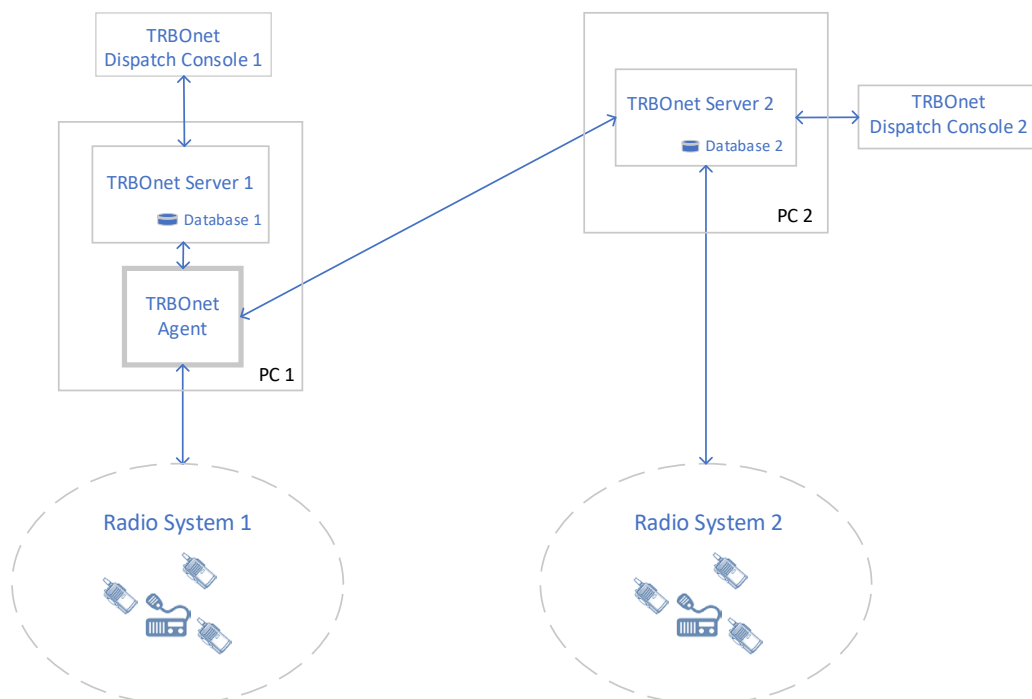 TRBOnet
Dispatch Console 1
TRBOnet Server 1
Database 1
TRBOnet
Agent
PC 1
TRBOnet Server 2
Database 2
PC 2
TRBOnet
Dispatch Console 2
Radio System 1
Radio System 2